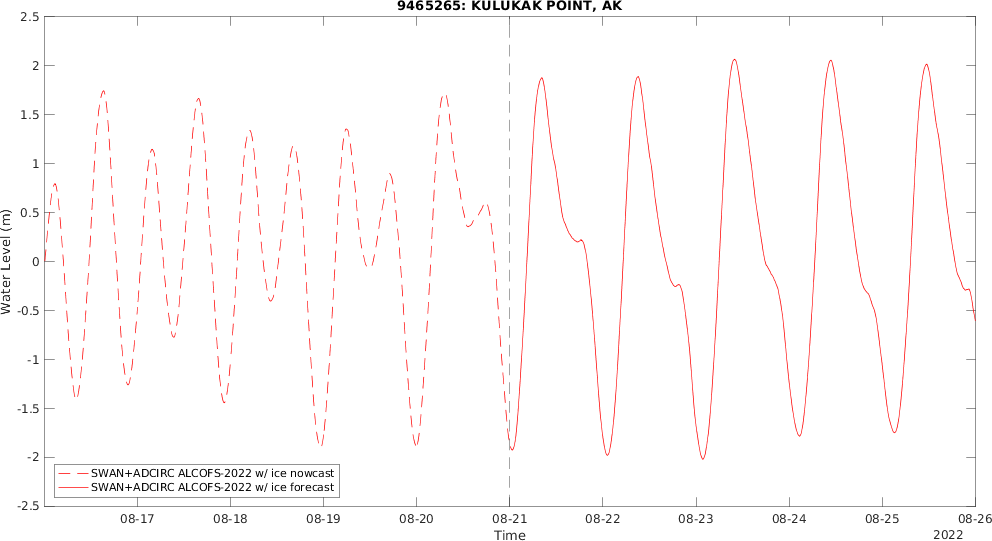 9465265: KULUKAK POINT, AK
2.5
2
1.5
1
0.5
0
-0.5
-1
-1.5
-2
-2.5
Water Level (m)
SWAN+ADCIRC ALCOFS-2022 w/ ice nowcast
SWAN+ADCIRC ALCOFS-2022 w/ ice forecast
08-17 08-18 08-19 08-20 08-21 08-22 08-23 08-24 08-25 08-26
Time
2022